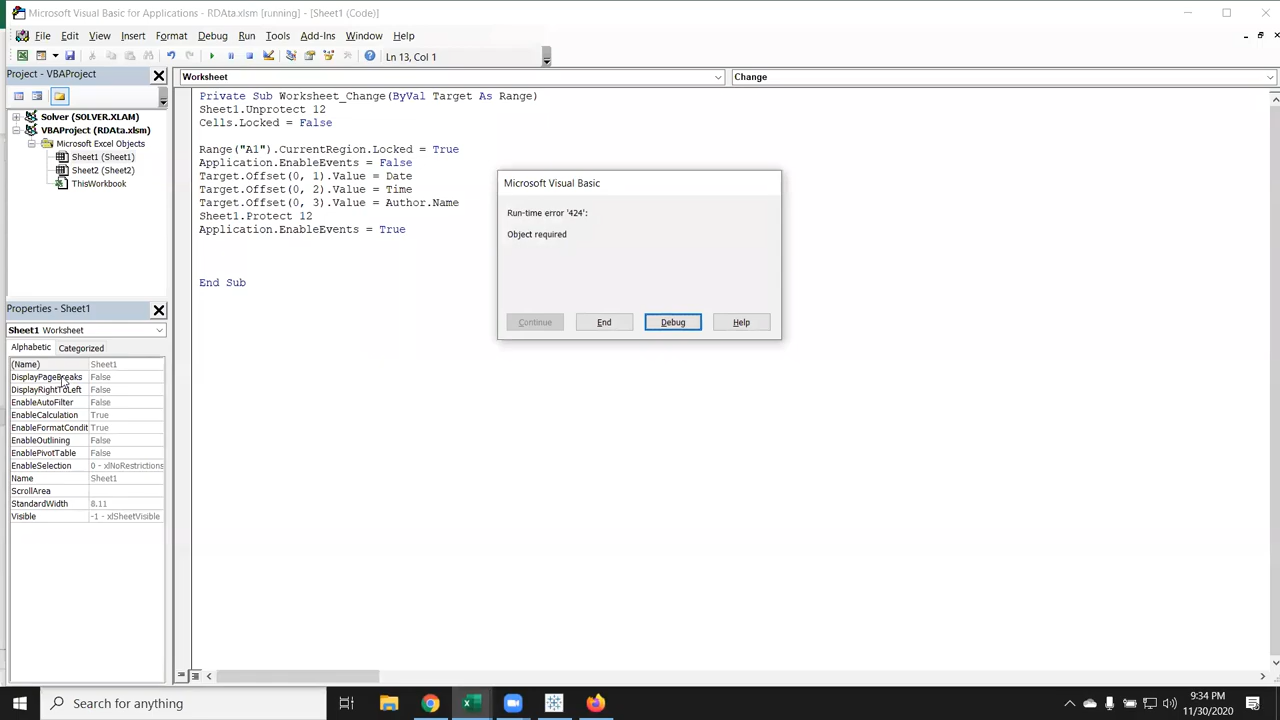 Microsoft Visual Basic for Applications - RDAta.xlsm [running] - [Sheet1 (Code)]
File Edit View Insert Format Debug Run Tools Add-Ins Window Help
Ln 13, Col 1
Project - VBAProject
Solver (SOLVER.XLAM)
VBAProject (RDAta.xlsm)
Microsoft Excel Objects
Sheet1 (Sheet1)
Sheet2 (Sheet2)
ThisWorkbook
Properties - Sheet1
Sheet1 Worksheet
Alphabetic Categorized
(Name) Sheet1
DisplayPageBreaks False
DisplayRightToLeft False
EnableAutoFilter False
EnableCalculation True
EnableFormatCondit True
EnableOutlining False
EnablePivotTable False
EnableSelection 0 - xlNoRestrictions
Name Sheet1
ScrollArea
StandardWidth 8.11
Visible -1 - xlSheetVisible
Worksheet Change
Private Sub Worksheet_Change(ByVal Target As Range)
Sheet1.Unprotect 12
Cells.Locked = False
Range("A1").CurrentRegion.Locked = True
Application.EnableEvents = False
Target.Offset(0, 1).Value = Date
Target.Offset(0, 2).Value = Time
Target.Offset(0, 3).Value = Author.Name
Sheet1.Protect 12
Application.EnableEvents = True
End Sub
Microsoft Visual Basic
Run-time error '424':
Object required
Continue End Debug Help
Search for anything
9:34 PM
11/30/2020